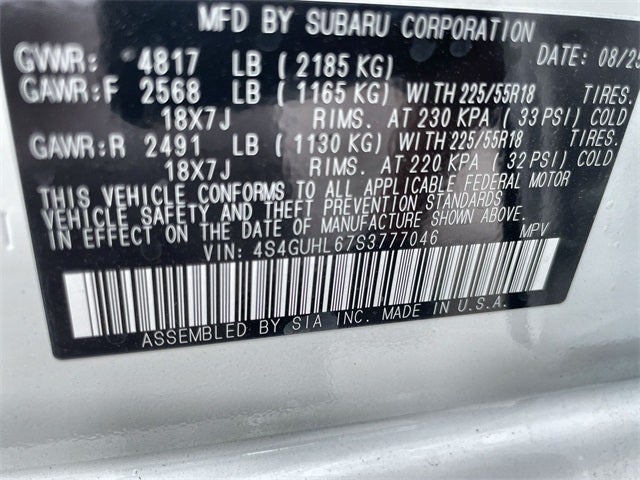 MFD BY SUBARU CORPORATION DATE: 08/25
GVWR: 4817 LB (2185 KG)
GAWR:F 2568 LB (1165 KG) WITH 225/55R18 TIRES.
18X7J RIMS. AT 230 KPA (33 PSI) COLD
GAWR:R 2491 LB (1130 KG) WITH 225/55R18 TIRES.
18X7J RIMS. AT 220 KPA (32 PSI) COLD
THIS VEHICLE CONFORMS TO ALL APPLICABLE FEDERAL MOTOR
VEHICLE SAFETY AND THEFT PREVENTION STANDARDS
IN EFFECT ON THE DATE OF MANUFACTURE SHOWN ABOVE.
VIN: 4S4GUHL67S3777046 MPV
ASSEMBLED BY SIA INC. MADE IN U.S.A.